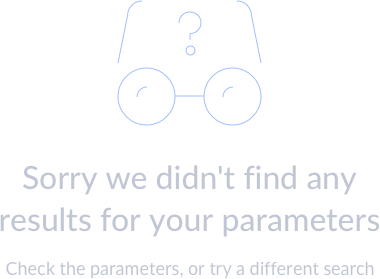 ?
Sorry we didn't find any
results for your parameters
Check the parameters, or try a different search